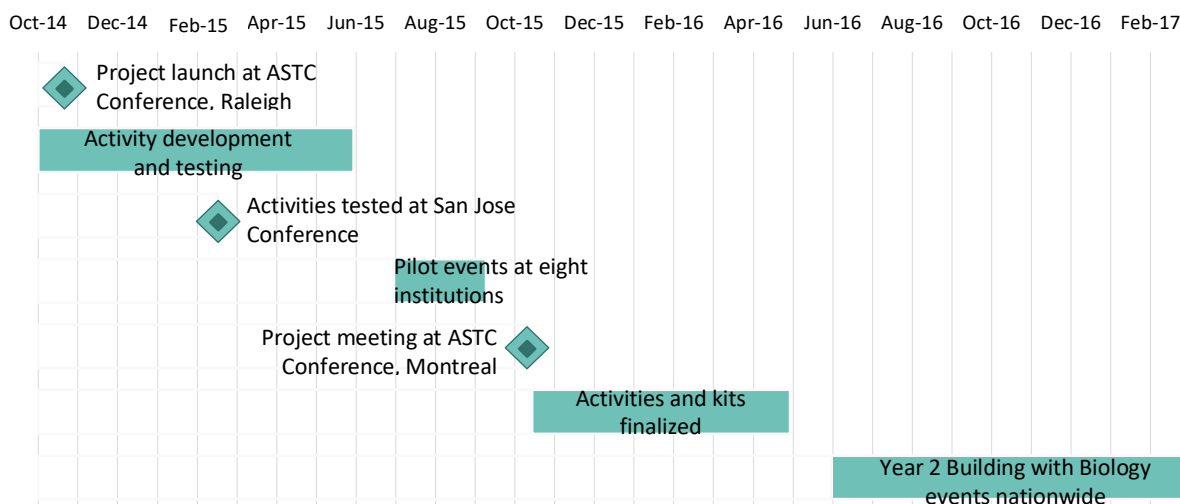 Oct-14 Dec-14 Feb-15 Apr-15 Jun-15 Aug-15 Oct-15 Dec-15 Feb-16 Apr-16 Jun-16 Aug-16 Oct-16 Dec-16 Feb-17
Project launch at ASTC
Conference, Raleigh
Activity development
and testing
Activities tested at San Jose
Conference
Pilot events at eight
institutions
Project meeting at ASTC
Conference, Montreal
Activities and kits
finalized
Year 2 Building with Biology
events nationwide